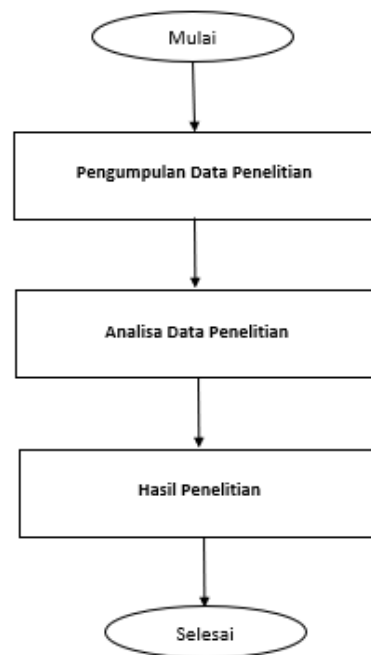 Mulai
Pengumpulan Data Penelitian
Analisa Data Penelitian
Hasil Penelitian
Selesai